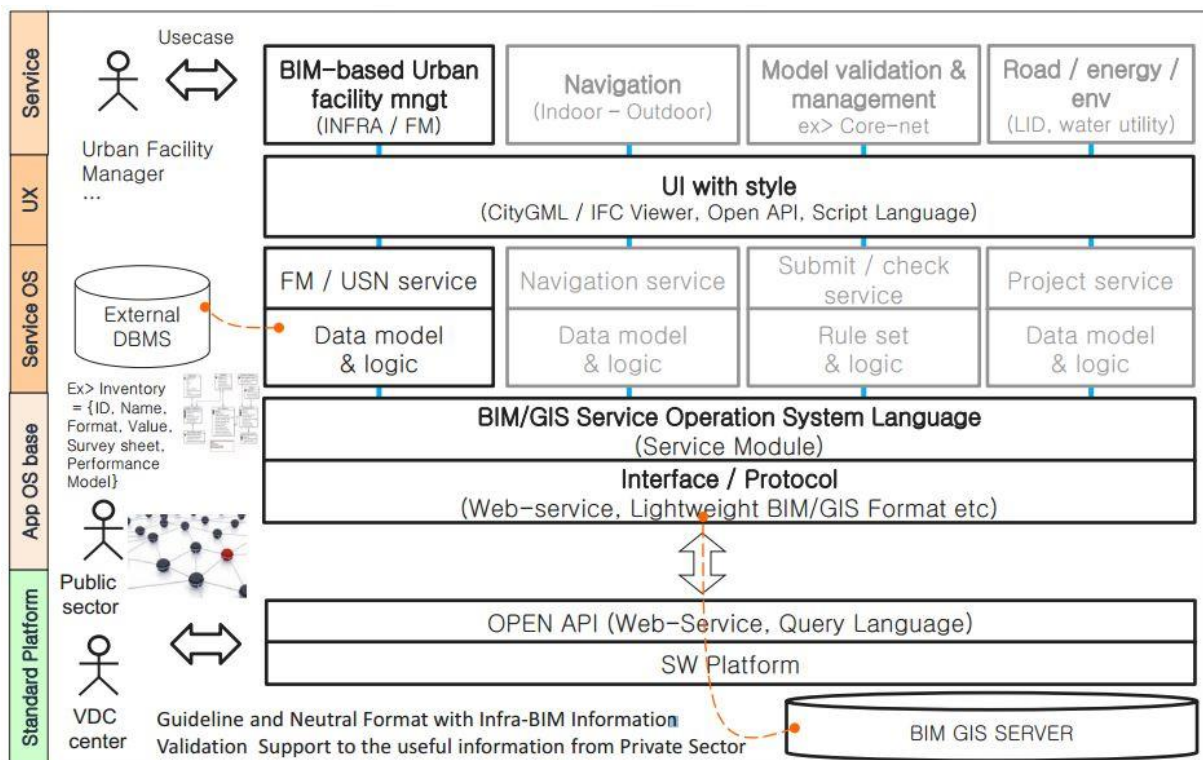 Service
Usecase
Urban Facility
Manager
...
BIM-based Urban
facility mngt
(INFRA / FM)
Navigation
(Indoor - Outdoor)
Model validation &
management
ex> Core-net
Road / energy /
env
(LID, water utility)
UX
UI with style
(CityGML / IFC Viewer, Open API, Script Language)
Service OS
External
DBMS
FM / USN service
Data model
& logic
Navigation service
Data model
& logic
Submit / check
service
Rule set
& logic
Project service
Data model
& logic
App OS base
Ex> Inventory
= {ID, Name,
Format, Value,
Survey sheet,
Performance
Model}
BIM/GIS Service Operation System Language
(Service Module)
Interface / Protocol
(Web-service, Lightweight BIM/GIS Format etc)
Public
sector
Standard Platform
OPEN API (Web-Service, Query Language)
SW Platform
VDC
center
Guideline and Neutral Format with Infra-BIM Information
Validation Support to the useful information from Private Sector
BIM GIS SERVER